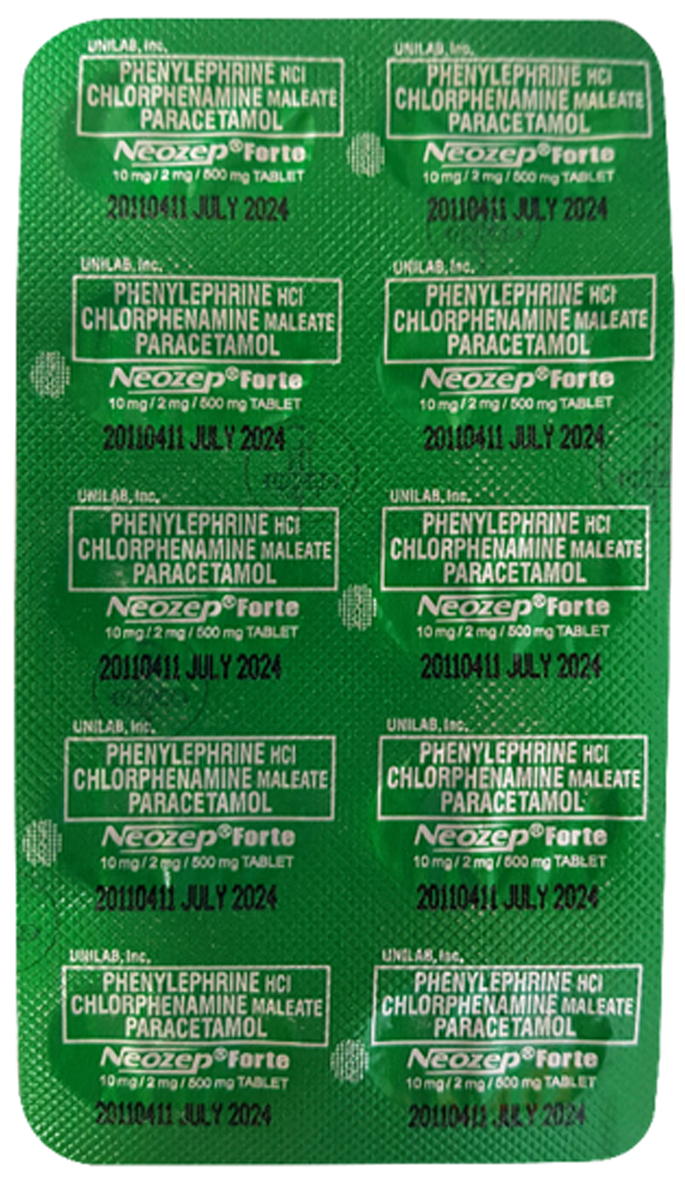 UNILAB, Inc.
PHENYLEPHRINE HCl
CHLORPHENAMINE MALEATE
PARACETAMOL
Neozep®Forte
10 mg / 2 mg / 500 mg TABLET
20110411 JULY 2024
UNILAB, Inc.
PHENYLEPHRINE HCl
CHLORPHENAMINE MALEATE
PARACETAMOL
Neozep®Forte
10 mg / 2 mg / 500 mg TABLET
20110411 JULY 2024
UNILAB, Inc.
PHENYLEPHRINE HCl
CHLORPHENAMINE MALEATE
PARACETAMOL
Neozep®Forte
10 mg / 2 mg / 500 mg TABLET
20110411 JULY 2024
UNILAB, Inc.
PHENYLEPHRINE HCl
CHLORPHENAMINE MALEATE
PARACETAMOL
Neozep®Forte
10 mg / 2 mg / 500 mg TABLET
20110411 JULY 2024
UNILAB, Inc.
PHENYLEPHRINE HCl
CHLORPHENAMINE MALEATE
PARACETAMOL
Neozep®Forte
10 mg / 2 mg / 500 mg TABLET
20110411 JULY 2024
UNILAB, Inc.
PHENYLEPHRINE HCl
CHLORPHENAMINE MALEATE
PARACETAMOL
Neozep®Forte
10 mg / 2 mg / 500 mg TABLET
20110411 JULY 2024
UNILAB, Inc.
PHENYLEPHRINE HCl
CHLORPHENAMINE MALEATE
PARACETAMOL
Neozep®Forte
10 mg / 2 mg / 500 mg TABLET
20110411 JULY 2024
UNILAB, Inc.
PHENYLEPHRINE HCl
CHLORPHENAMINE MALEATE
PARACETAMOL
Neozep®Forte
10 mg / 2 mg / 500 mg TABLET
20110411 JULY 2024
UNILAB, Inc.
PHENYLEPHRINE HCl
CHLORPHENAMINE MALEATE
PARACETAMOL
Neozep®Forte
10 mg / 2 mg / 500 mg TABLET
20110411 JULY 2024
UNILAB, Inc.
PHENYLEPHRINE HCl
CHLORPHENAMINE MALEATE
PARACETAMOL
Neozep®Forte
10 mg / 2 mg / 500 mg TABLET
20110411 JULY 2024